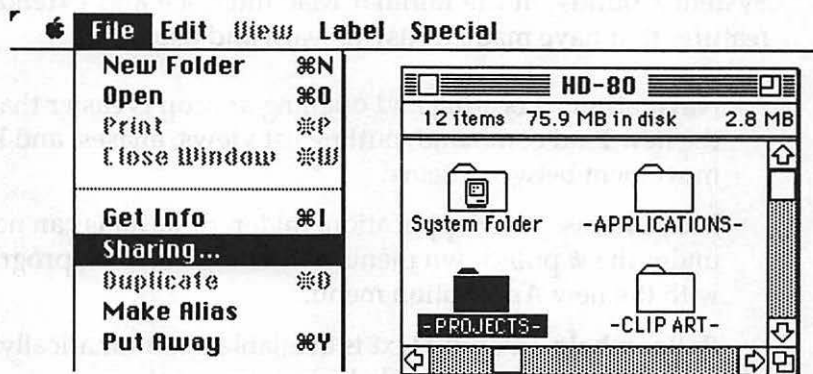 File Edit View Label Special
New Folder ⌘N
Open ⌘O
Print ⌘P
Close Window ⌘W
Get Info ⌘I
Sharing...
Duplicate ⌘D
Make Alias
Put Away ⌘Y
HD-80
12 items 75.9 MB in disk 2.8 MB
System Folder -APPLICATIONS-
-PROJECTS- -CLIP ART-